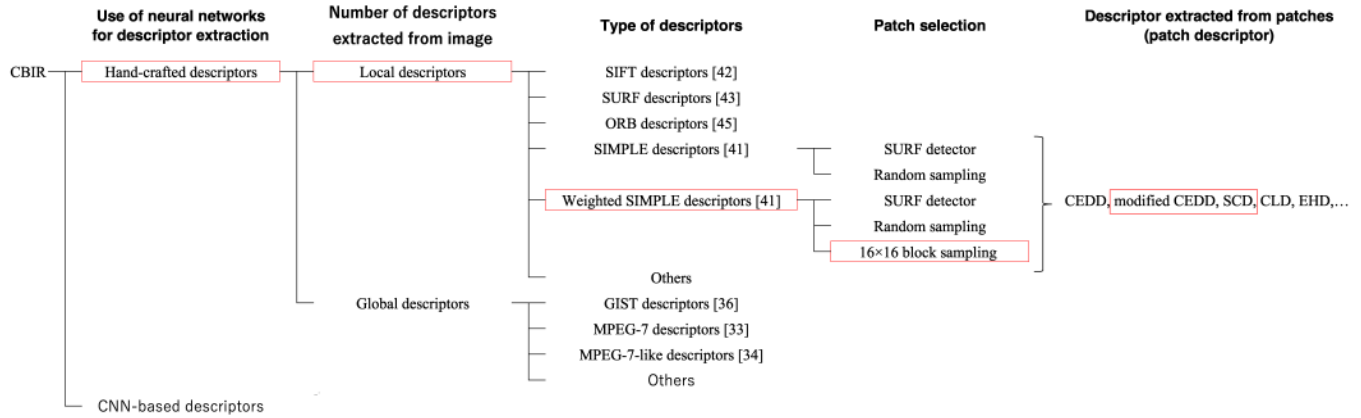 Use of neural networks
for descriptor extraction
Number of descriptors
extracted from image
Type of descriptors
Patch selection
Descriptor extracted from patches
(patch descriptor)
CBIR
Hand-crafted descriptors
Local descriptors
SIFT descriptors [42]
SURF descriptors [43]
ORB descriptors [45]
SIMPLE descriptors [41]
SURF detector
Random sampling
Weighted SIMPLE descriptors [41]
SURF detector
CEDD, modified CEDD, SCD, CLD, EHD,…
Random sampling
16×16 block sampling
Others
Global descriptors
GIST descriptors [36]
MPEG-7 descriptors [33]
MPEG-7-like descriptors [34]
Others
CNN-based descriptors